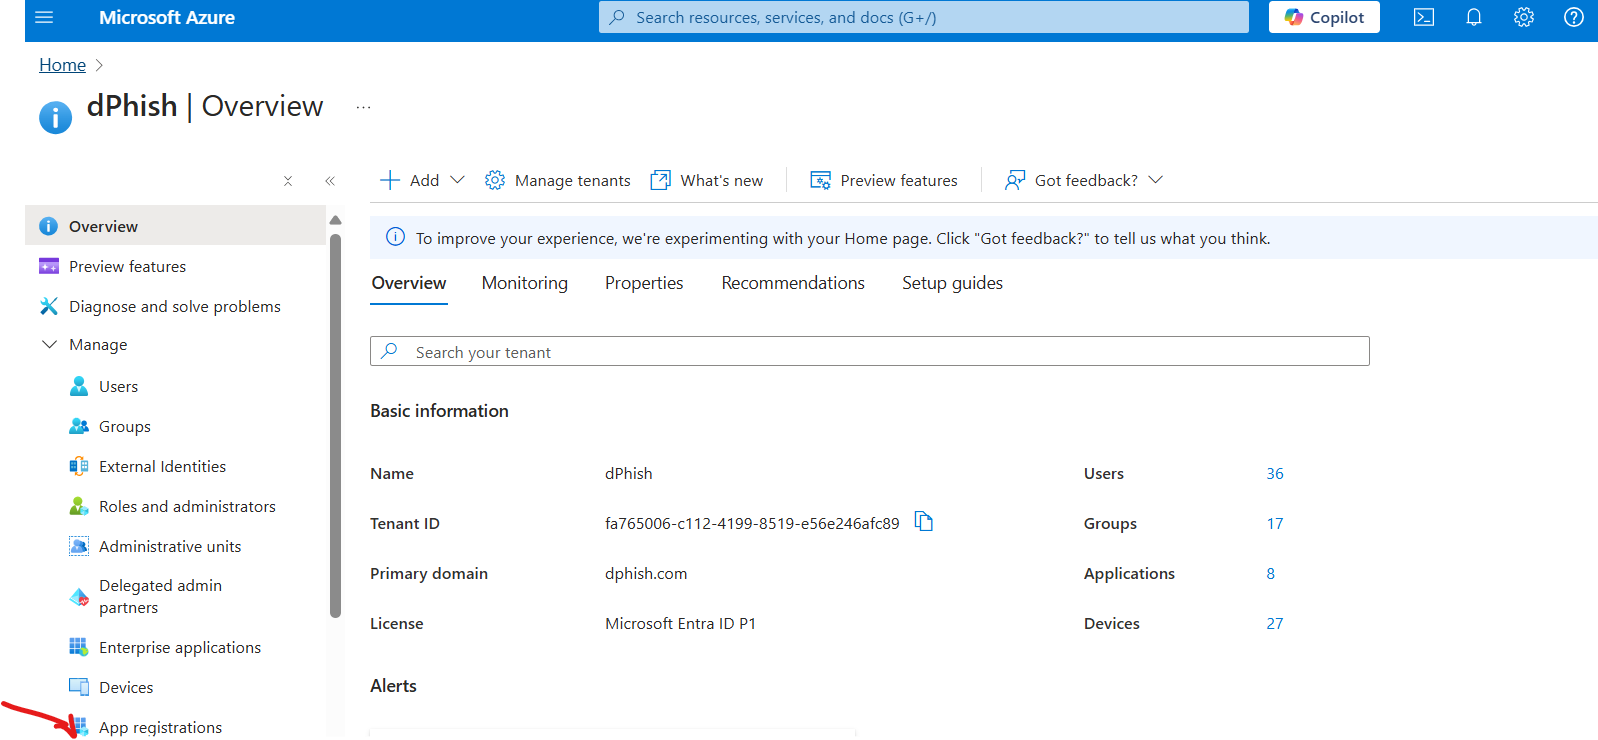 Microsoft Azure
Search resources, services, and docs (G+/)
Copilot
Home
dPhish | Overview
Add
Manage tenants
What's new
Preview features
Got feedback?
Overview
Preview features
Diagnose and solve problems
Manage
Users
Groups
External Identities
Roles and administrators
Administrative units
Delegated admin
partners
Enterprise applications
Devices
App registrations
To improve your experience, we're experimenting with your Home page. Click "Got feedback?" to tell us what you think.
Overview Monitoring Properties Recommendations Setup guides
Search your tenant
Basic information
Name dPhish Users 36
Tenant ID fa765006-c112-4199-8519-e56e246afc89 Groups 17
Primary domain dphish.com Applications 8
License Microsoft Entra ID P1 Devices 27
Alerts